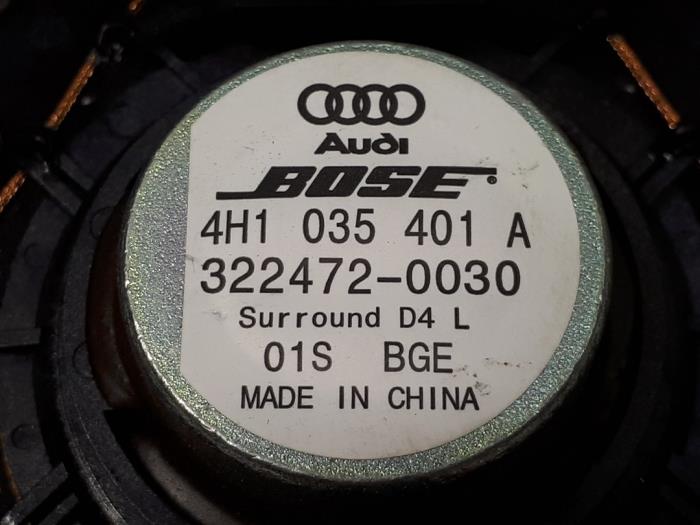 Audi
BOSE®
4H1 035 401 A
322472-0030
Surround D4 L
01S BGE
MADE IN CHINA